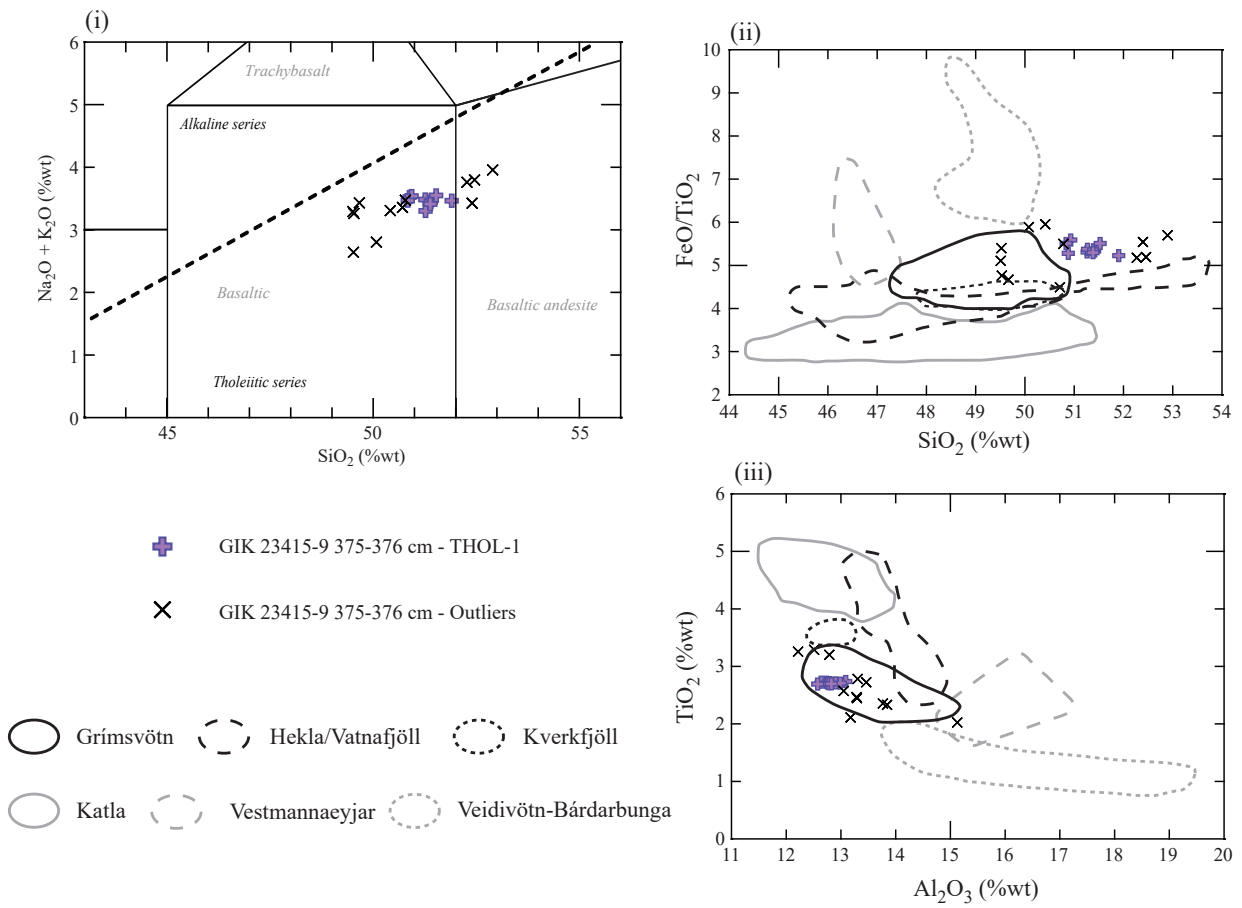 (i)
6
5
4
3
2
1
0
Na₂O + K₂O (%wt)
Trachybasalt
Alkaline series
Basaltic
Basaltic andesite
Tholeiitic series
45
50
55
SiO₂ (%wt)
(ii)
10
9
8
7
6
5
4
3
2
FeO/TiO₂
44
45
46
47
48
49
50
51
52
53
54
SiO₂ (%wt)
GIK 23415-9 375-376 cm - THOL-1
GIK 23415-9 375-376 cm - Outliers
Grímsvötn
Hekla/Vatnafjöll
Kverkfjöll
Katla
Vestmannaeyjar
Veidivötn-Bárdarbunga
(iii)
6
5
4
3
2
1
0
TiO₂ (%wt)
11
12
13
14
15
16
17
18
19
20
Al₂O₃ (%wt)